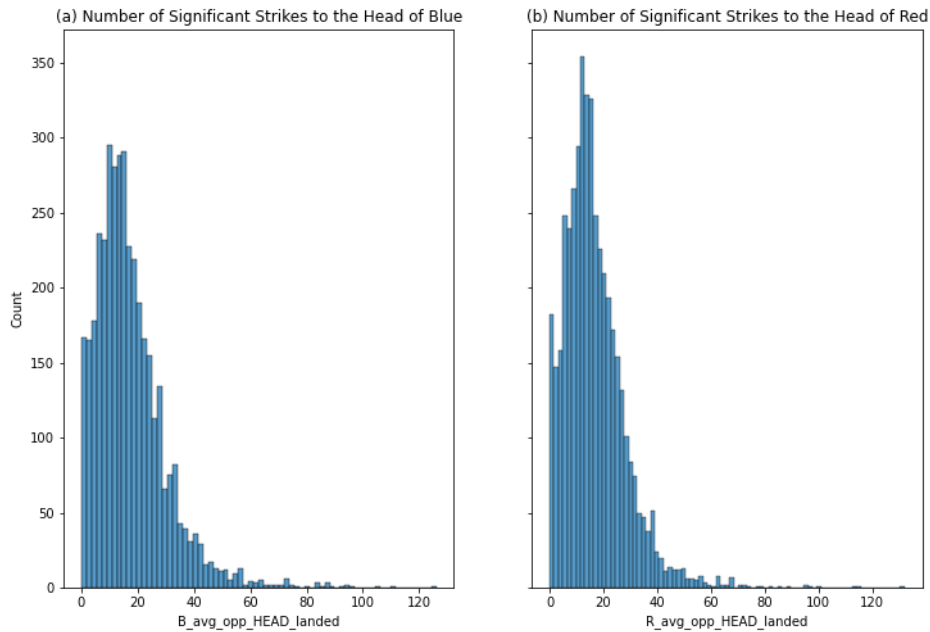 (a) Number of Significant Strikes to the Head of Blue
(b) Number of Significant Strikes to the Head of Red
350
300
250
200
150
100
50
0
Count
0 20 40 60 80 100 120
0 20 40 60 80 100 120
B_avg_opp_HEAD_landed
R_avg_opp_HEAD_landed